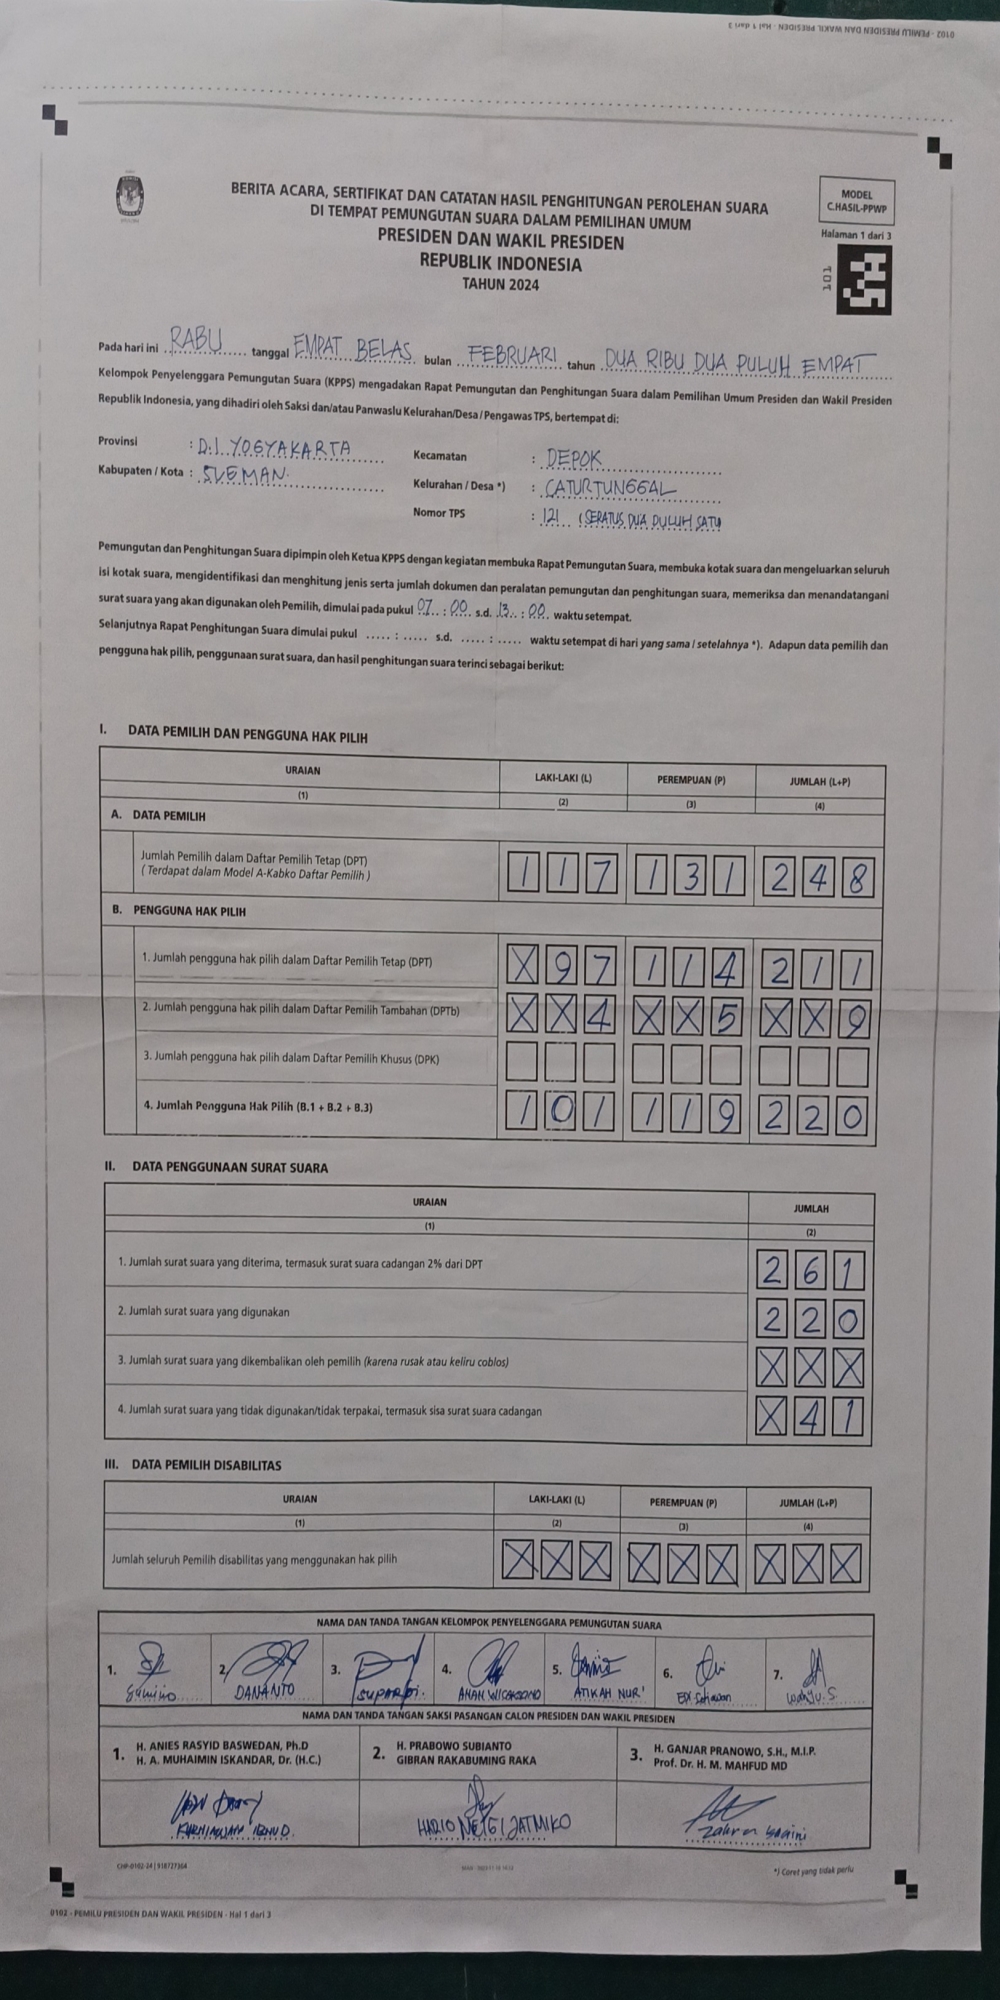 0102 - PEMILU PRESIDEN DAN WAKIL PRESIDEN - Hal 1 dari 3
BERITA ACARA, SERTIFIKAT DAN CATATAN HASIL PENGHITUNGAN PEROLEHAN SUARA
DI TEMPAT PEMUNGUTAN SUARA DALAM PEMILIHAN UMUM
PRESIDEN DAN WAKIL PRESIDEN
REPUBLIK INDONESIA
TAHUN 2024
MODEL
C.HASIL-PPWP
Halaman 1 dari 3
101
Pada hari ini RABU tanggal EMPAT BELAS bulan FEBRUARI tahun DUA RIBU DUA PULUH EMPAT
Kelompok Penyelenggara Pemungutan Suara (KPPS) mengadakan Rapat Pemungutan dan Penghitungan Suara dalam Pemilihan Umum Presiden dan Wakil Presiden
Republik Indonesia, yang dihadiri oleh Saksi dan/atau Panwaslu Kelurahan/Desa / Pengawas TPS, bertempat di:
Provinsi : D.I. YOGYAKARTA
Kabupaten / Kota : SLEMAN.
Kecamatan : DEPOK
Kelurahan / Desa *) : CATURTUNGGAL
Nomor TPS : 121 (SERATUS DUA PULUH SATU
Pemungutan dan Penghitungan Suara dipimpin oleh Ketua KPPS dengan kegiatan membuka Rapat Pemungutan Suara, membuka kotak suara dan mengeluarkan seluruh
isi kotak suara, mengidentifikasi dan menghitung jenis serta jumlah dokumen dan peralatan pemungutan dan penghitungan suara, memeriksa dan menandatangani
surat suara yang akan digunakan oleh Pemilih, dimulai pada pukul 07 : 00 s.d. 13 : 00 waktu setempat.
Selanjutnya Rapat Penghitungan Suara dimulai pukul ..... : ..... s.d. ..... : ..... waktu setempat di hari yang sama / setelahnya *). Adapun data pemilih dan
pengguna hak pilih, penggunaan surat suara, dan hasil penghitungan suara terinci sebagai berikut:
I. DATA PEMILIH DAN PENGGUNA HAK PILIH
URAIAN LAKI-LAKI (L) PEREMPUAN (P) JUMLAH (L+P)
(1) (2) (3) (4)
A. DATA PEMILIH
Jumlah Pemilih dalam Daftar Pemilih Tetap (DPT)
(Terdapat dalam Model A-Kabko Daftar Pemilih) 117 131 248
B. PENGGUNA HAK PILIH
1. Jumlah pengguna hak pilih dalam Daftar Pemilih Tetap (DPT) X97 114 211
2. Jumlah pengguna hak pilih dalam Daftar Pemilih Tambahan (DPTb) XX4 XX5 XX9
3. Jumlah pengguna hak pilih dalam Daftar Pemilih Khusus (DPK)
4. Jumlah Pengguna Hak Pilih (B.1 + B.2 + B.3) 101 119 220
II. DATA PENGGUNAAN SURAT SUARA
URAIAN JUMLAH
(1) (2)
1. Jumlah surat suara yang diterima, termasuk surat suara cadangan 2% dari DPT 261
2. Jumlah surat suara yang digunakan 220
3. Jumlah surat suara yang dikembalikan oleh pemilih (karena rusak atau keliru coblos) XXX
4. Jumlah surat suara yang tidak digunakan/tidak terpakai, termasuk sisa surat suara cadangan X41
III. DATA PEMILIH DISABILITAS
URAIAN LAKI-LAKI (L) PEREMPUAN (P) JUMLAH (L+P)
(1) (2) (3) (4)
Jumlah seluruh Pemilih disabilitas yang menggunakan hak pilih XXX XXX XXX
NAMA DAN TANDA TANGAN KELOMPOK PENYELENGGARA PEMUNGUTAN SUARA
1. 2. 3. 4. 5. 6. 7.
DANANTO ATIKAH NUR' Edi Setiawan Wahyu. S
NAMA DAN TANDA TANGAN SAKSI PASANGAN CALON PRESIDEN DAN WAKIL PRESIDEN
1. H. ANIES RASYID BASWEDAN, Ph.D
H. A. MUHAIMIN ISKANDAR, Dr. (H.C.)
2. H. PRABOWO SUBIANTO
GIBRAN RAKABUMING RAKA
3. H. GANJAR PRANOWO, S.H., M.I.P.
Prof. Dr. H. M. MAHFUD MD
JATMIKO
*) Coret yang tidak perlu
0102 - PEMILU PRESIDEN DAN WAKIL PRESIDEN - Hal 1 dari 3